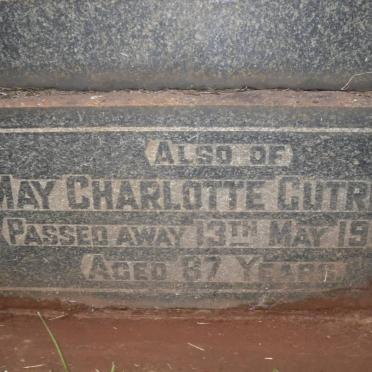 ALSO OF
MAY CHARLOTTE
PASSED AWAY 13TH MAY
AGED 87 YEARS